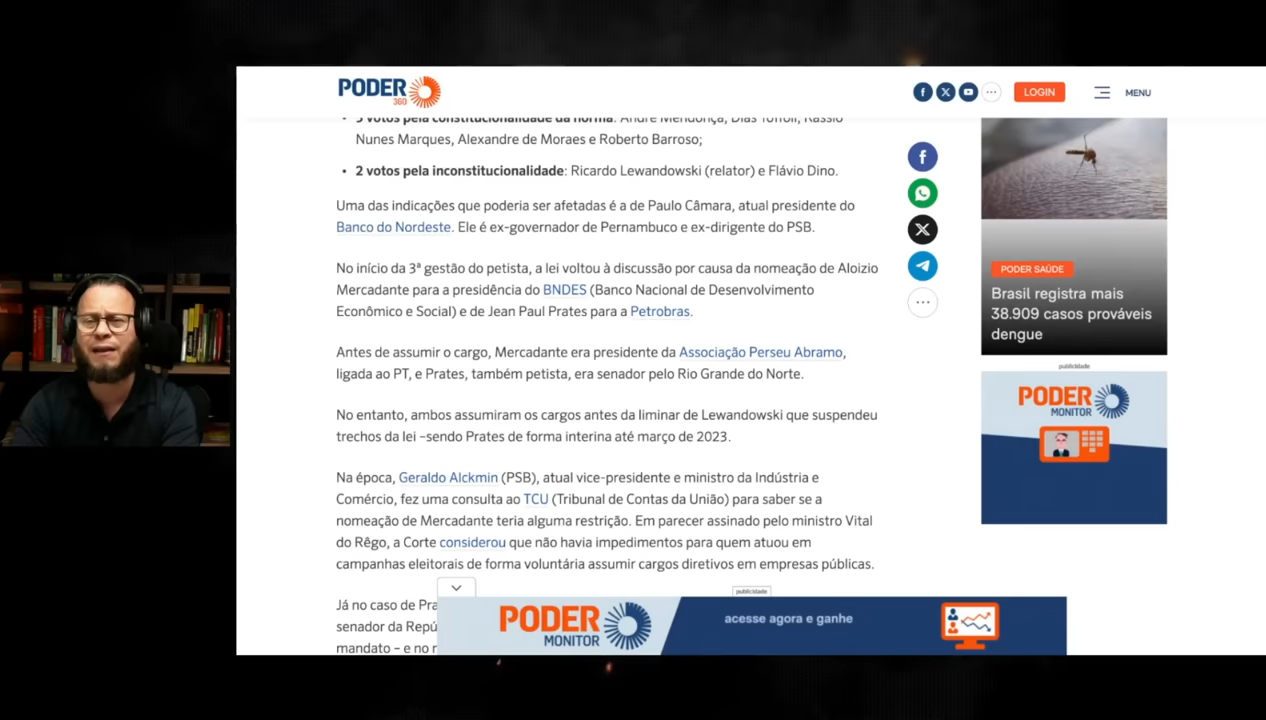 PODER
360
LOGIN
MENU
5 votos pela constitucionalidade da norma: André Mendonça, Dias Toffoli, Kassio
Nunes Marques, Alexandre de Moraes e Roberto Barroso;
• 2 votos pela inconstitucionalidade: Ricardo Lewandowski (relator) e Flávio Dino.
Uma das indicações que poderia ser afetadas é a de Paulo Câmara, atual presidente do
Banco do Nordeste. Ele é ex-governador de Pernambuco e ex-dirigente do PSB.
No início da 3ª gestão do petista, a lei voltou à discussão por causa da nomeação de Aloizio
Mercadante para a presidência do BNDES (Banco Nacional de Desenvolvimento
Econômico e Social) e de Jean Paul Prates para a Petrobras.
Antes de assumir o cargo, Mercadante era presidente da Associação Perseu Abramo,
ligada ao PT, e Prates, também petista, era senador pelo Rio Grande do Norte.
No entanto, ambos assumiram os cargos antes da liminar de Lewandowski que suspendeu
trechos da lei –sendo Prates de forma interina até março de 2023.
Na época, Geraldo Alckmin (PSB), atual vice-presidente e ministro da Indústria e
Comércio, fez uma consulta ao TCU (Tribunal de Contas da União) para saber se a
nomeação de Mercadante teria alguma restrição. Em parecer assinado pelo ministro Vital
do Rêgo, a Corte considerou que não havia impedimentos para quem atuou em
campanhas eleitorais de forma voluntária assumir cargos diretivos em empresas públicas.
Já no caso de Pra
senador da Repú
mandato – e no r
PODER SAÚDE
Brasil registra mais
38.909 casos prováveis
dengue
publicidade
PODER
MONITOR
publicidade
PODER
MONITOR
acesse agora e ganhe